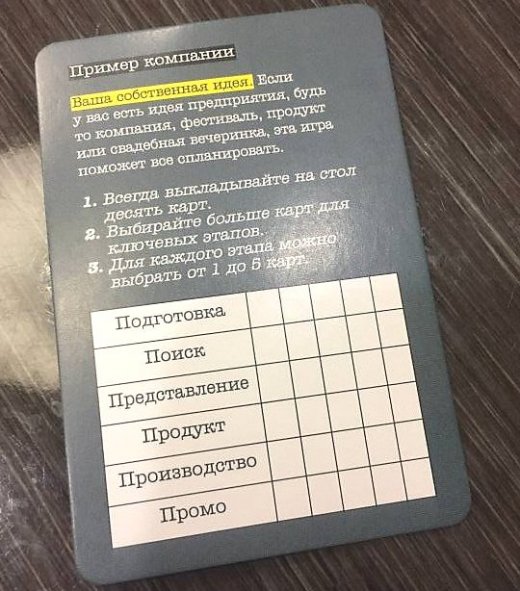 Пример компании
Ваша собственная идея. Если
у вас есть идея предприятия, будь
то компания, фестиваль, продукт
или свадебная вечеринка, эта игра
поможет все спланировать.
1. Всегда выкладывайте на стол
десять карт.
2. Выбирайте больше карт для
ключевых этапов.
3. Для каждого этапа можно
выбрать от 1 до 5 карт.
Подготовка
Поиск
Представление
Продукт
Производство
Промо